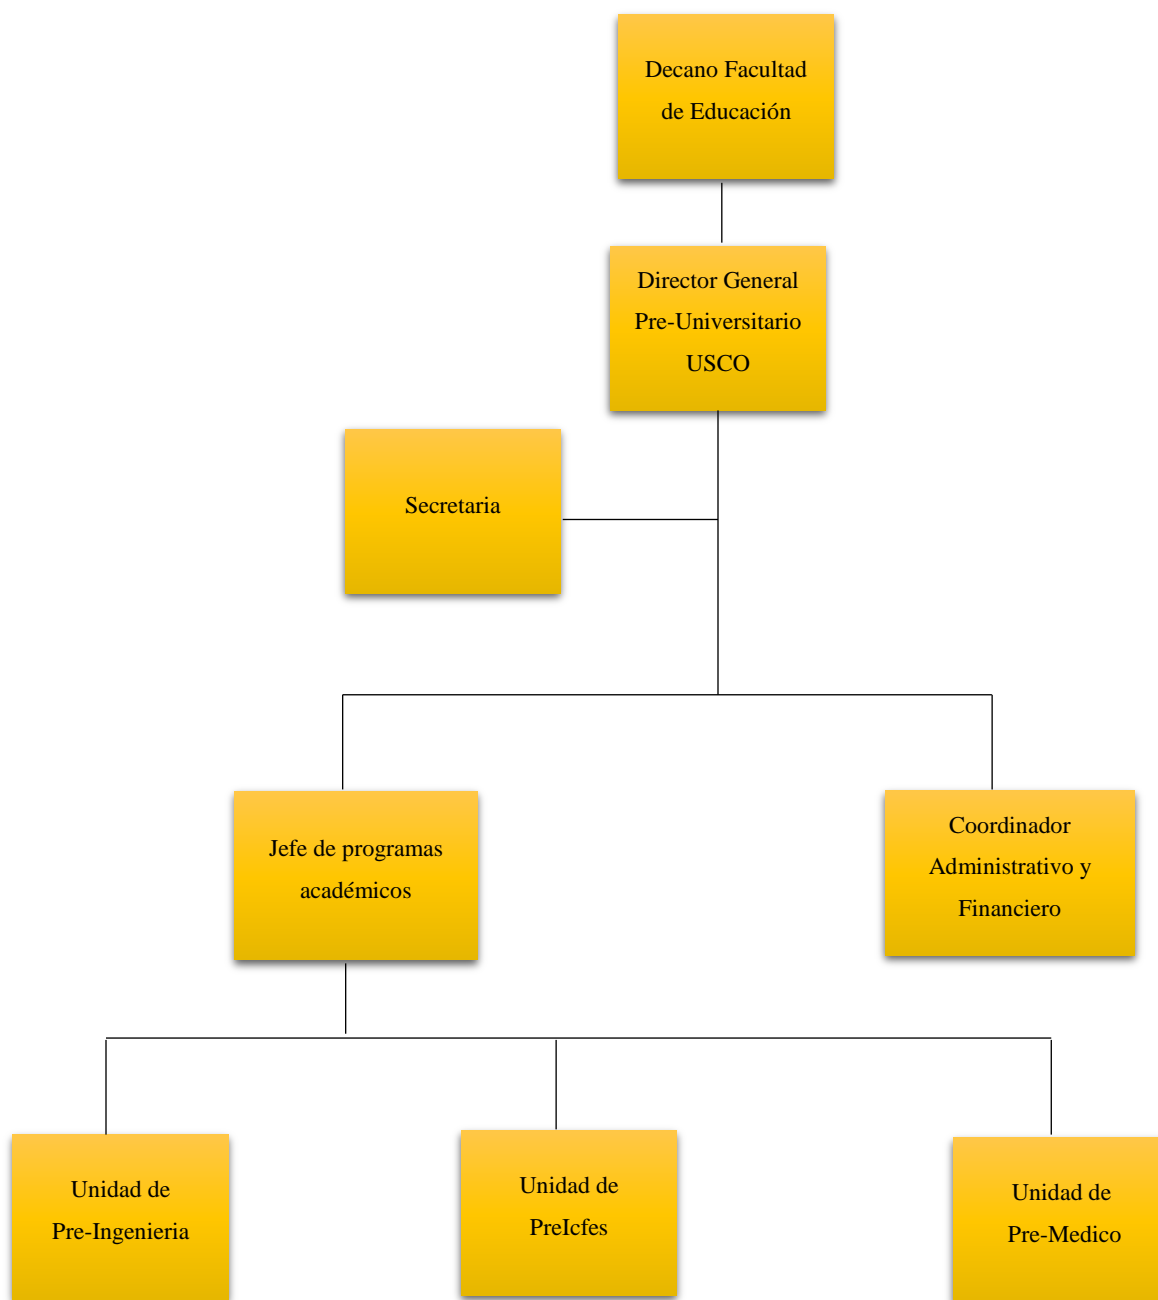 Decano Facultad
de Educación
Director General
Pre-Universitario
USCO
Secretaria
Jefe de programas
académicos
Coordinador
Administrativo y
Financiero
Unidad de
Pre-Ingenieria
Unidad de
PreIcfes
Unidad de
Pre-Medico